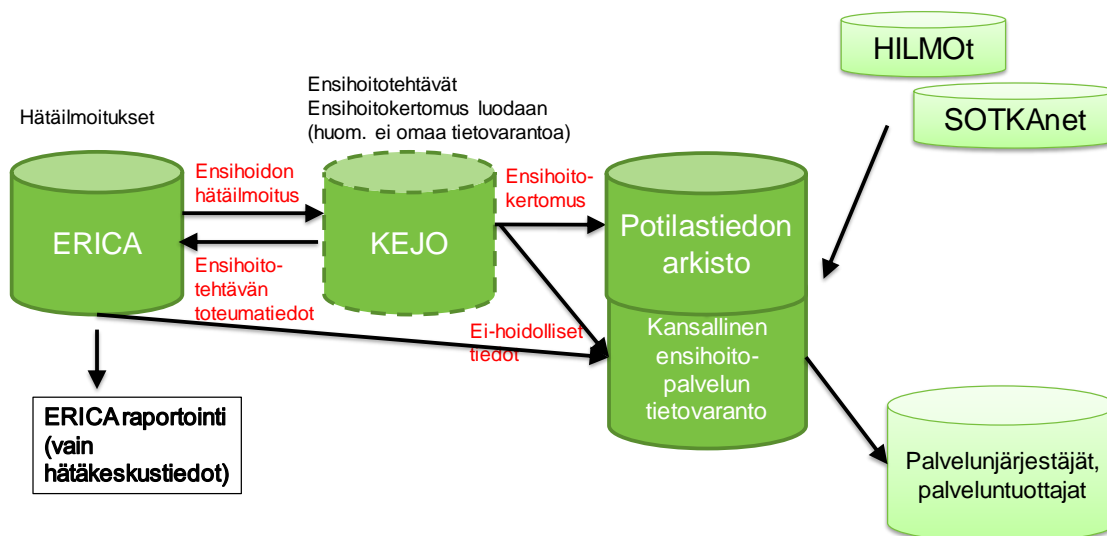 HILMOt
SOTKAnet
Ensihoitotehtävät
Ensihoitokertomus luodaan
(huom. ei omaa tietovarantoa)
Hätäilmoitukset
Ensihoidon
hätäilmoitus
Ensihoito-
kertomus
ERICA
KEJO
Potilastiedon
arkisto
Ensihoito-
tehtävän
toteumatiedot
Ei-hoidolliset
tiedot
Kansallinen
ensihoito-
palvelun
tietovaranto
ERICA raportointi
(vain
hätäkeskustiedot)
Palvelunjärjestäjät,
palveluntuottajat